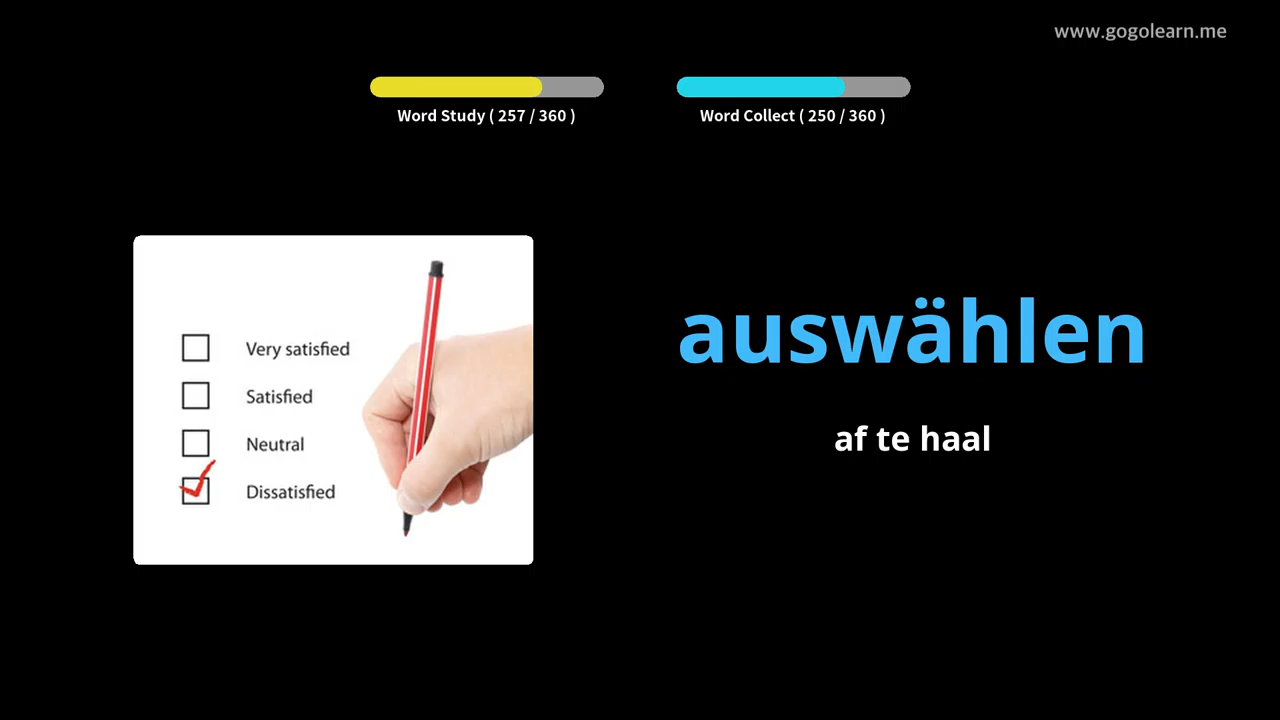 www.gogolearn.me
Word Study ( 257 / 360 )
Word Collect ( 250 / 360 )
Very satisfied
Satisfied
Neutral
Dissatisfied
auswählen
af te haal